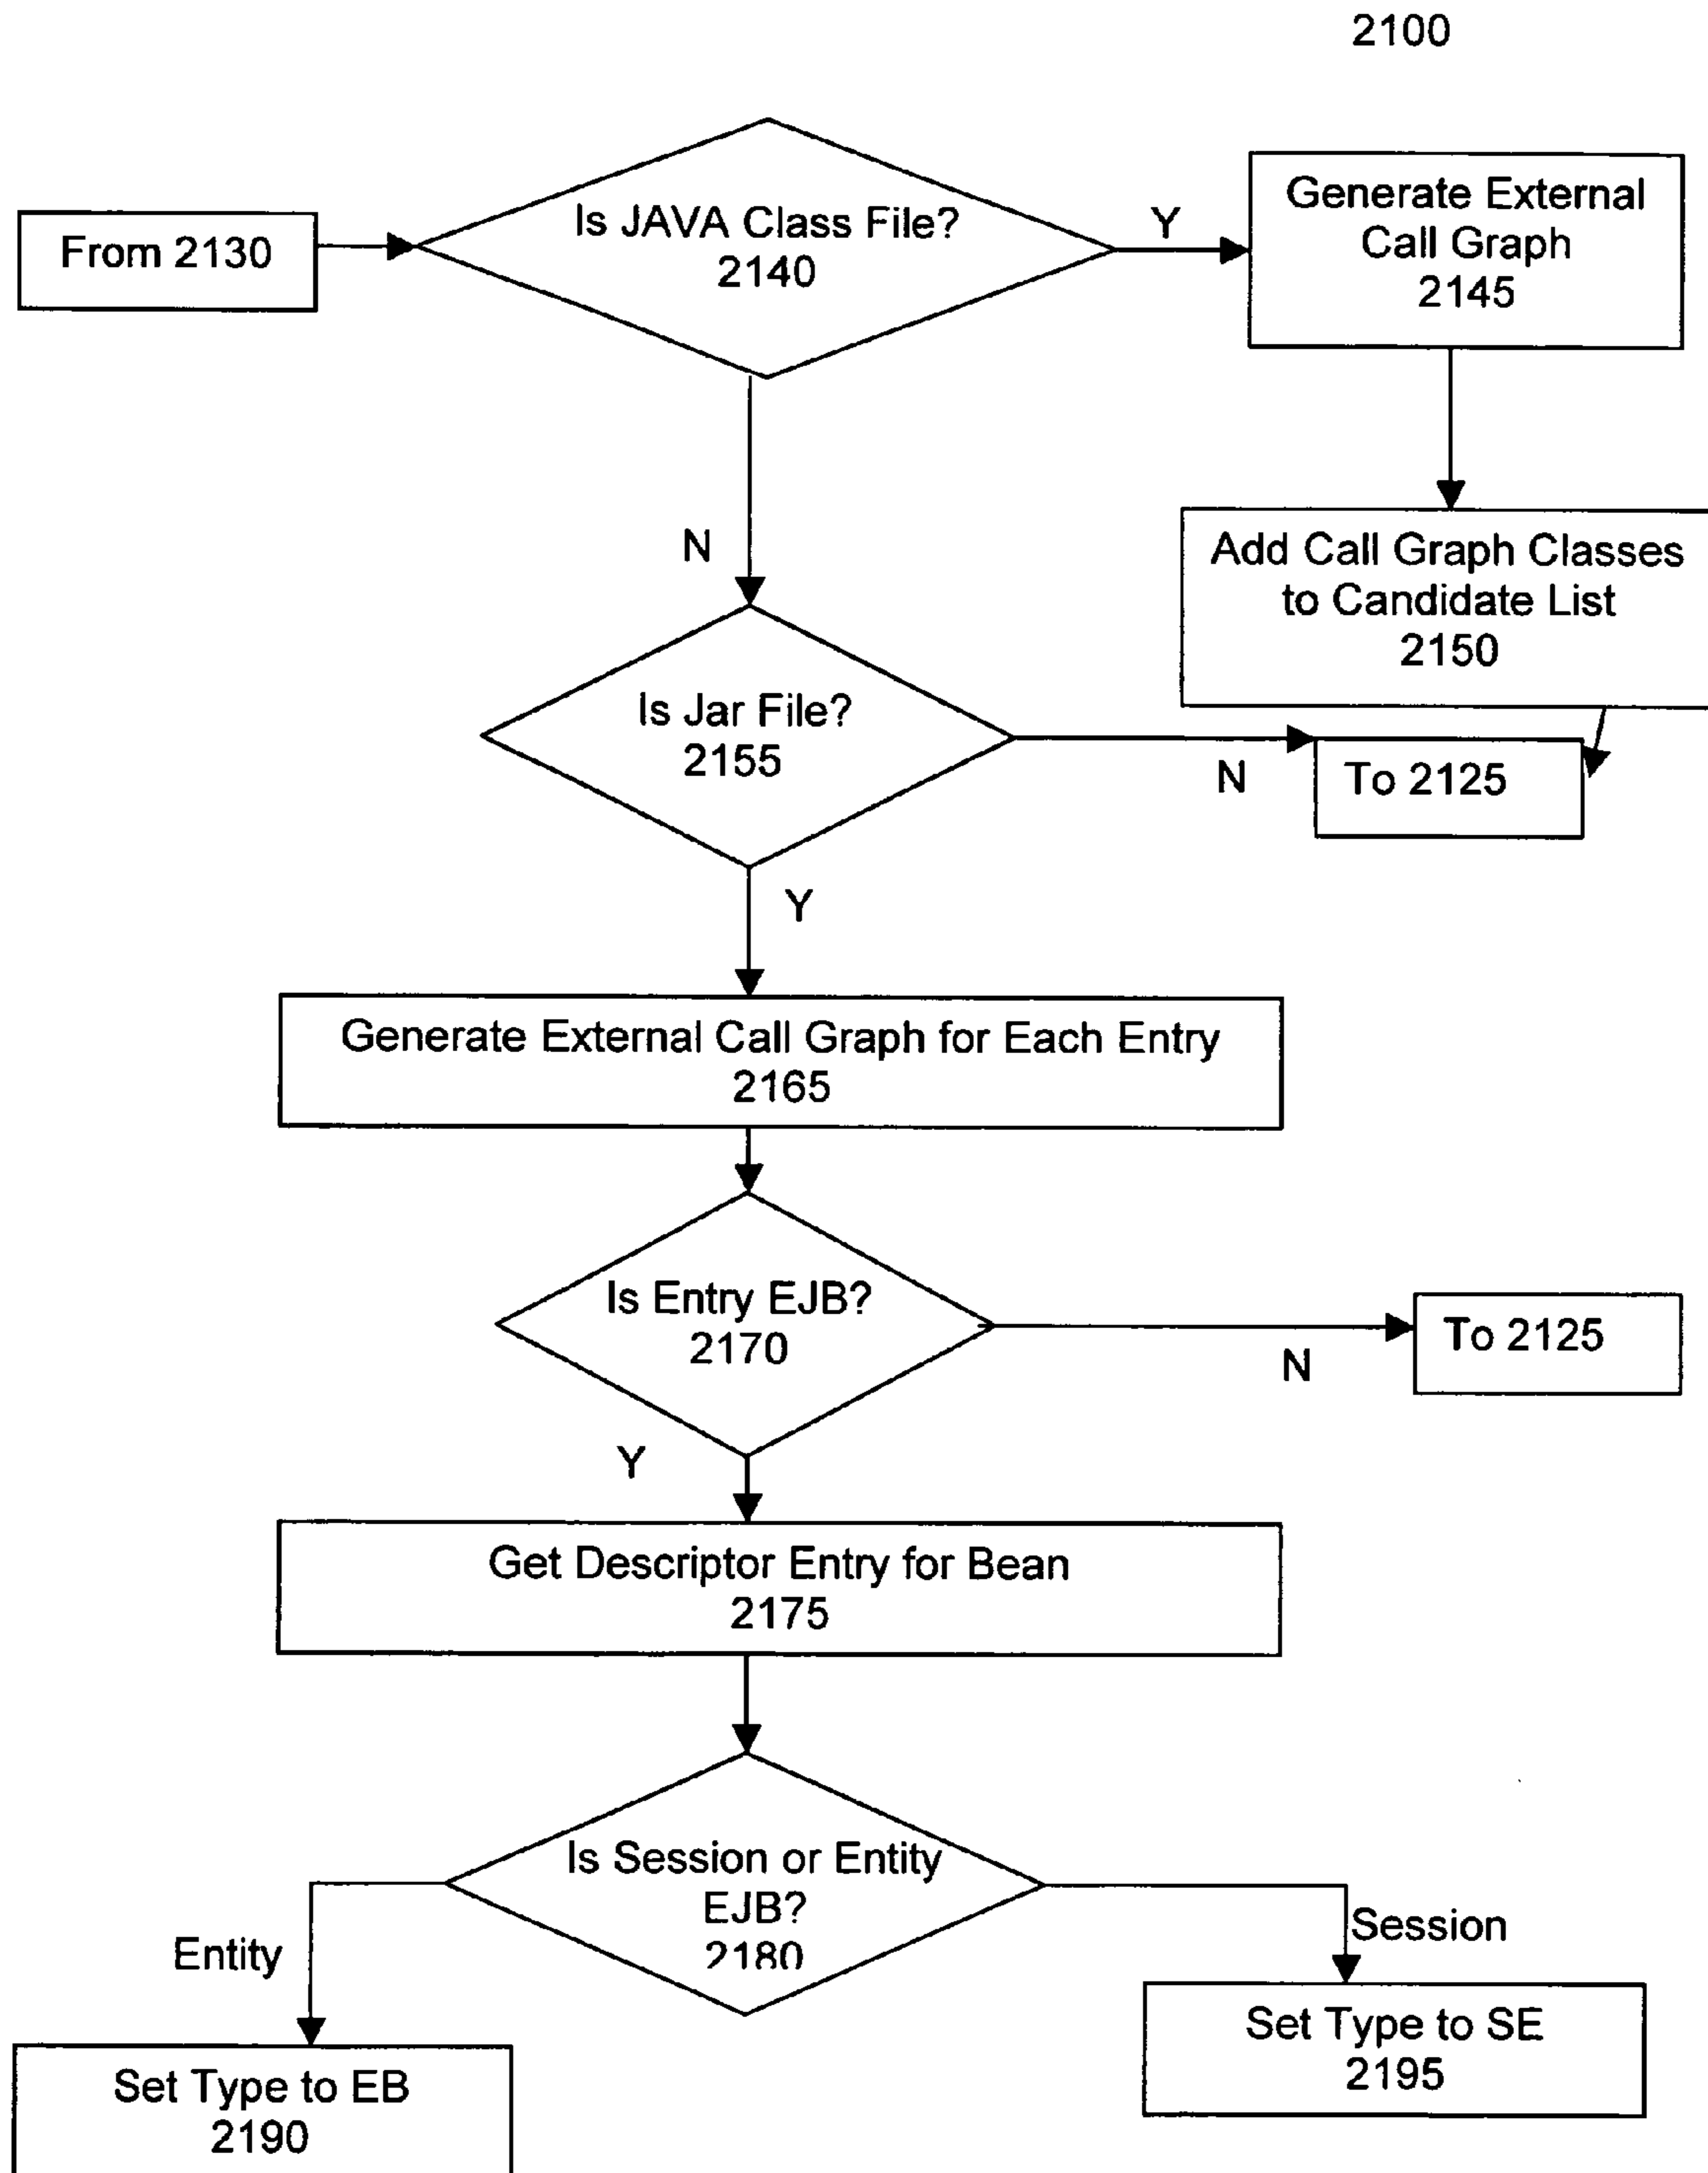 2100
From 2130
Is JAVA Class File?
2140
Y
Generate External
Call Graph
2145
N
Add Call Graph Classes
to Candidate List
2150
Is Jar File?
2155
N
To 2125
Y
Generate External Call Graph for Each Entry
2165
Is Entry EJB?
2170
N
To 2125
Y
Get Descriptor Entry for Bean
2175
Is Session or Entity
EJB?
2180
Entity
Session
Set Type to SE
2195
Set Type to EB
2190